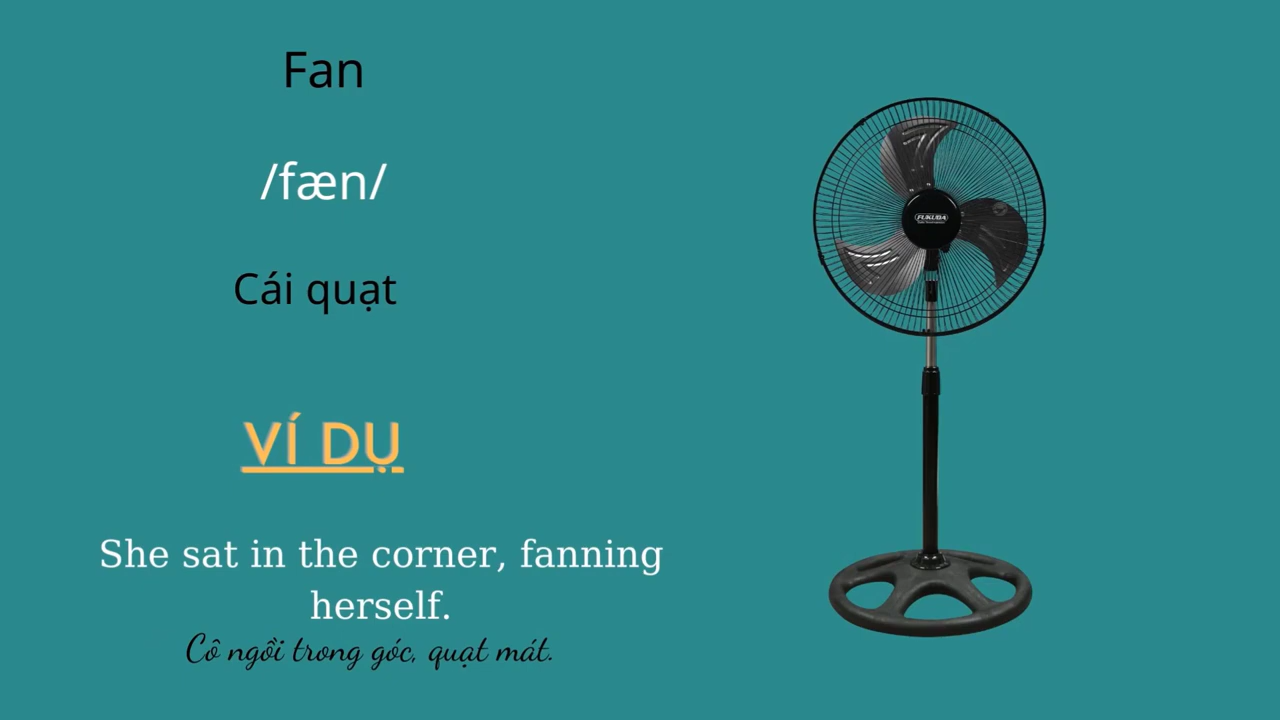 Fan
/fæn/
Cái quạt
VÍ DỤ
She sat in the corner, fanning
herself.
Cô ngồi trong góc, quạt mát.
FUKUDA